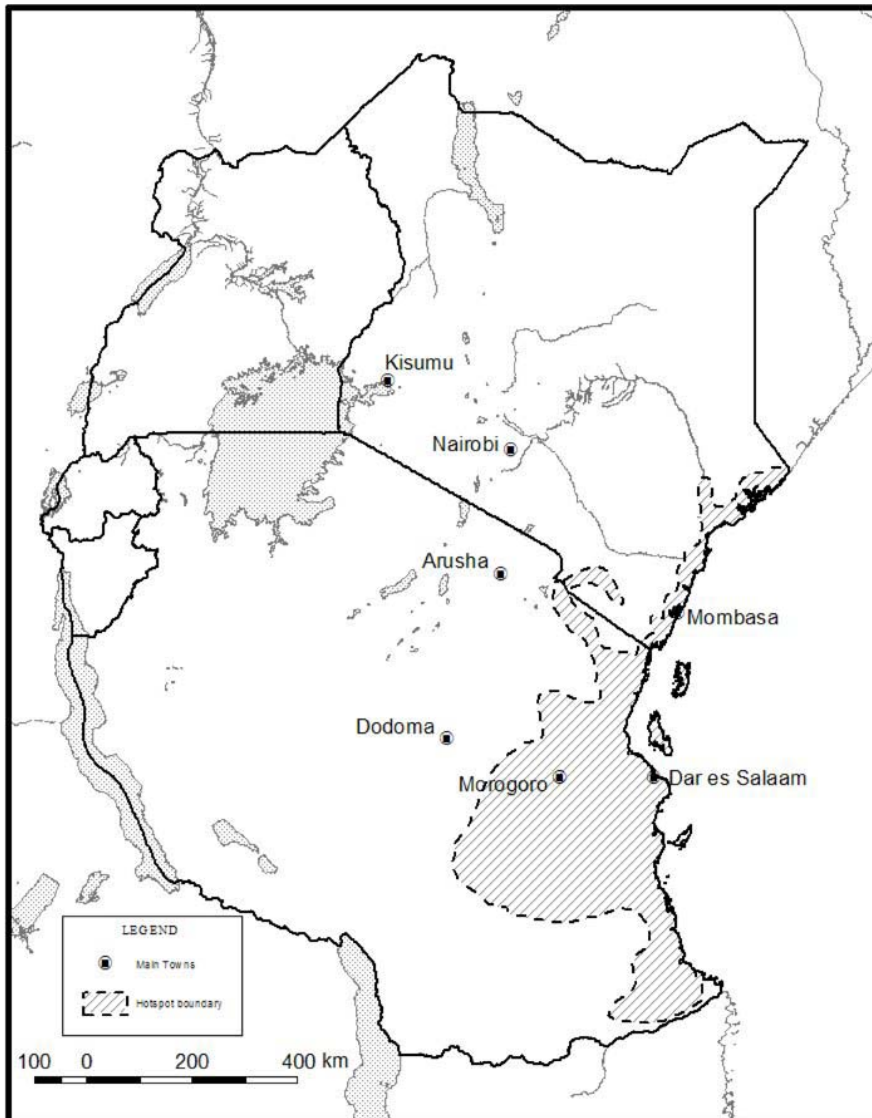 Kisumu
Nairobi
Arusha
Mombasa
Dodoma
Morogoro
Dar es Salaam
LEGEND
Main Towns
Hotspot boundary
100 0 200 400 km